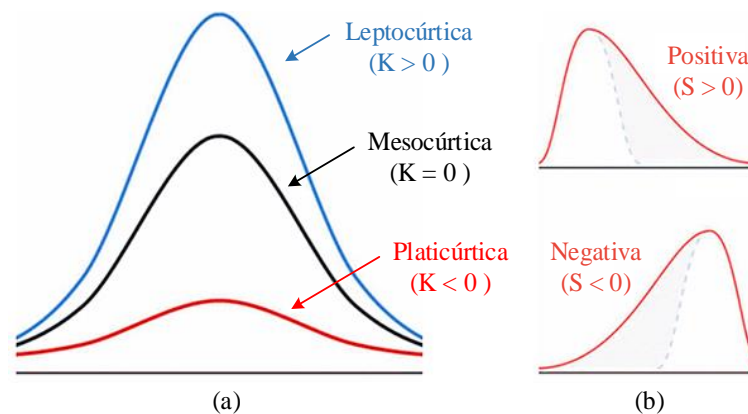 Leptocúrtica
(K > 0 )
Mesocúrtica
(K = 0 )
Platicúrtica
(K < 0 )
(a)
Positiva
(S > 0)
Negativa
(S < 0)
(b)